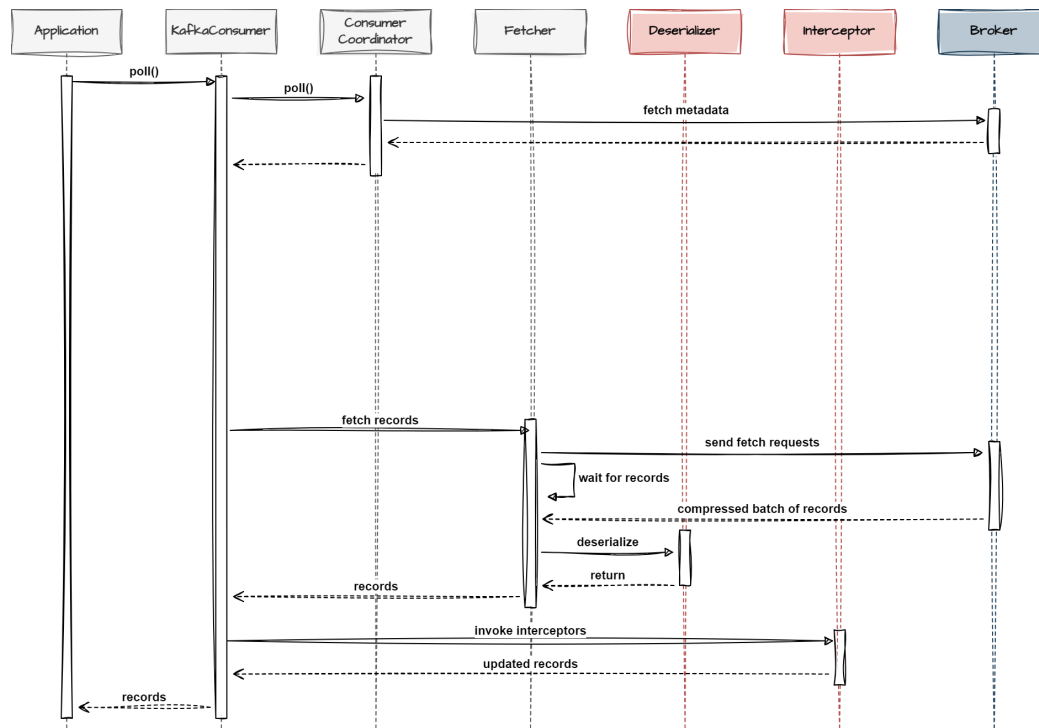 Application
KafkaConsumer
Consumer
Coordinator
Fetcher
Deserializer
Interceptor
Broker
poll()
poll()
fetch metadata
fetch records
send fetch requests
wait for records
compressed batch of records
deserialize
return
records
invoke interceptors
updated records
records